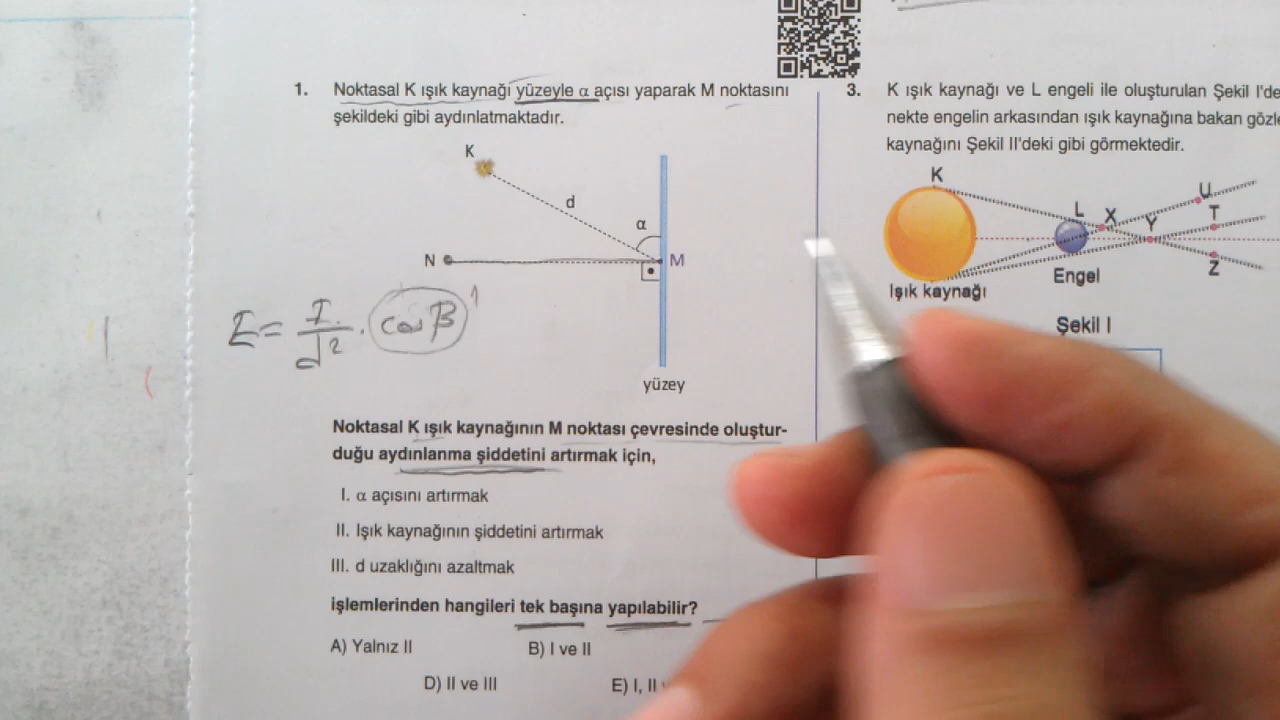 1. Noktasal K ışık kaynağı yüzeyle α açısı yaparak M noktasını
şekildeki gibi aydınlatmaktadır.
K
d
α
N
M
yüzey
E = I / d² . cos β
Noktasal K ışık kaynağının M noktası çevresinde oluştur-
duğu aydınlanma şiddetini artırmak için,
I. α açısını artırmak
II. Işık kaynağının şiddetini artırmak
III. d uzaklığını azaltmak
işlemlerinden hangileri tek başına yapılabilir?
A) Yalnız II
B) I ve II
D) II ve III
E) I, II
3. K ışık kaynağı ve L engeli ile oluşturulan Şekil I'de
nekte engelin arkasından ışık kaynağına bakan
kaynağını Şekil II'deki gibi görmektedir.
K
L
X
Y
U
T
Z
Engel
Işık kaynağı
Şekil I